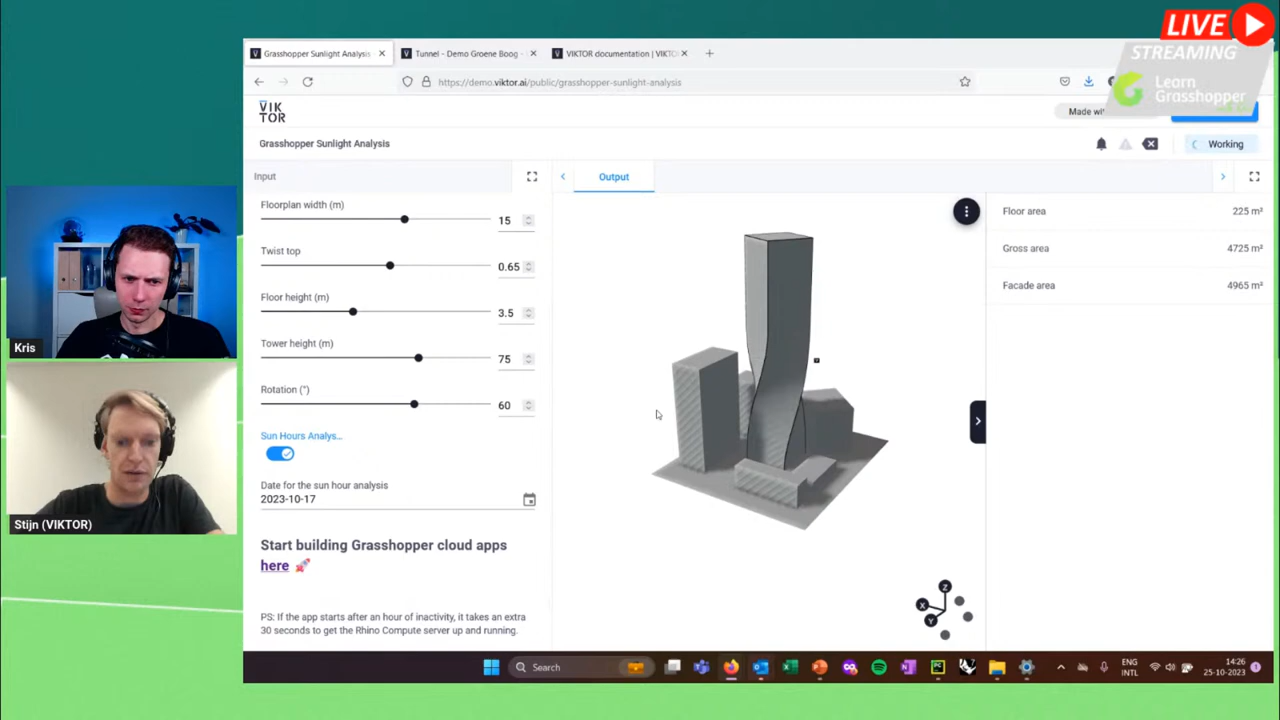 LIVE
STREAMING
Learn
Grasshopper
Grasshopper Sunlight Analysis
Tunnel - Demo Groene Boog -
VIKTOR documentation | VIKTO
https://demo.viktor.ai/public/grasshopper-sunlight-analysis
VIK
TOR
Made wi
Grasshopper Sunlight Analysis
Working
Input
Output
Floorplan width (m)
15
Twist top
0.65
Floor height (m)
3.5
Tower height (m)
75
Rotation (°)
60
Sun Hours Analys...
Date for the sun hour analysis
2023-10-17
Start building Grasshopper cloud apps
here 🚀
PS: If the app starts after an hour of inactivity, it takes an extra
30 seconds to get the Rhino Compute server up and running.
Floor area 225 m²
Gross area 4725 m²
Facade area 4965 m²
Z
X
Y
Kris
Stijn (VIKTOR)
Search
ENG
INTL
14:26
25-10-2023